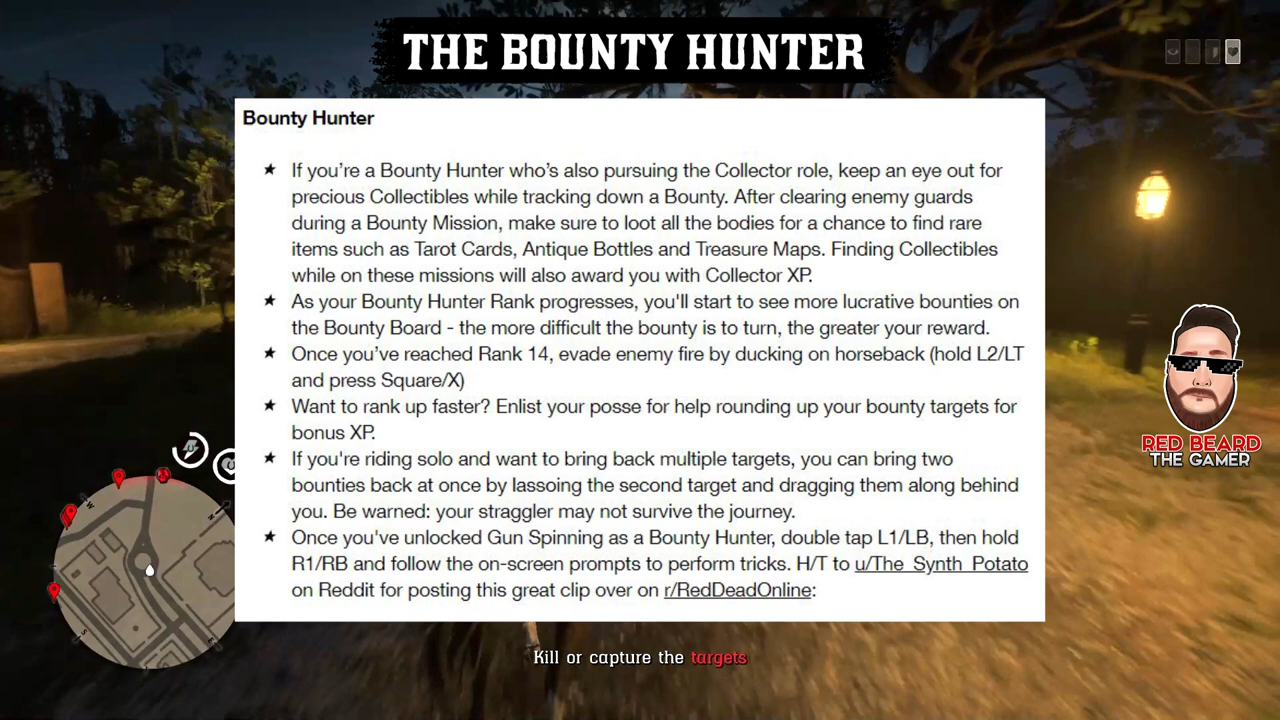 THE BOUNTY HUNTER
Bounty Hunter
★ If you're a Bounty Hunter who's also pursuing the Collector role, keep an eye out for
precious Collectibles while tracking down a Bounty. After clearing enemy guards
during a Bounty Mission, make sure to loot all the bodies for a chance to find rare
items such as Tarot Cards, Antique Bottles and Treasure Maps. Finding Collectibles
while on these missions will also award you with Collector XP.
★ As your Bounty Hunter Rank progresses, you'll start to see more lucrative bounties on
the Bounty Board - the more difficult the bounty is to turn, the greater your reward.
★ Once you've reached Rank 14, evade enemy fire by ducking on horseback (hold L2/LT
and press Square/X)
★ Want to rank up faster? Enlist your posse for help rounding up your bounty targets for
bonus XP.
★ If you're riding solo and want to bring back multiple targets, you can bring two
bounties back at once by lassoing the second target and dragging them along behind
you. Be warned: your straggler may not survive the journey.
★ Once you've unlocked Gun Spinning as a Bounty Hunter, double tap L1/LB, then hold
R1/RB and follow the on-screen prompts to perform tricks. H/T to u/The_Synth_Potato
on Reddit for posting this great clip over on r/RedDeadOnline:
RED BEARD
THE GAMER
Kill or capture the targets